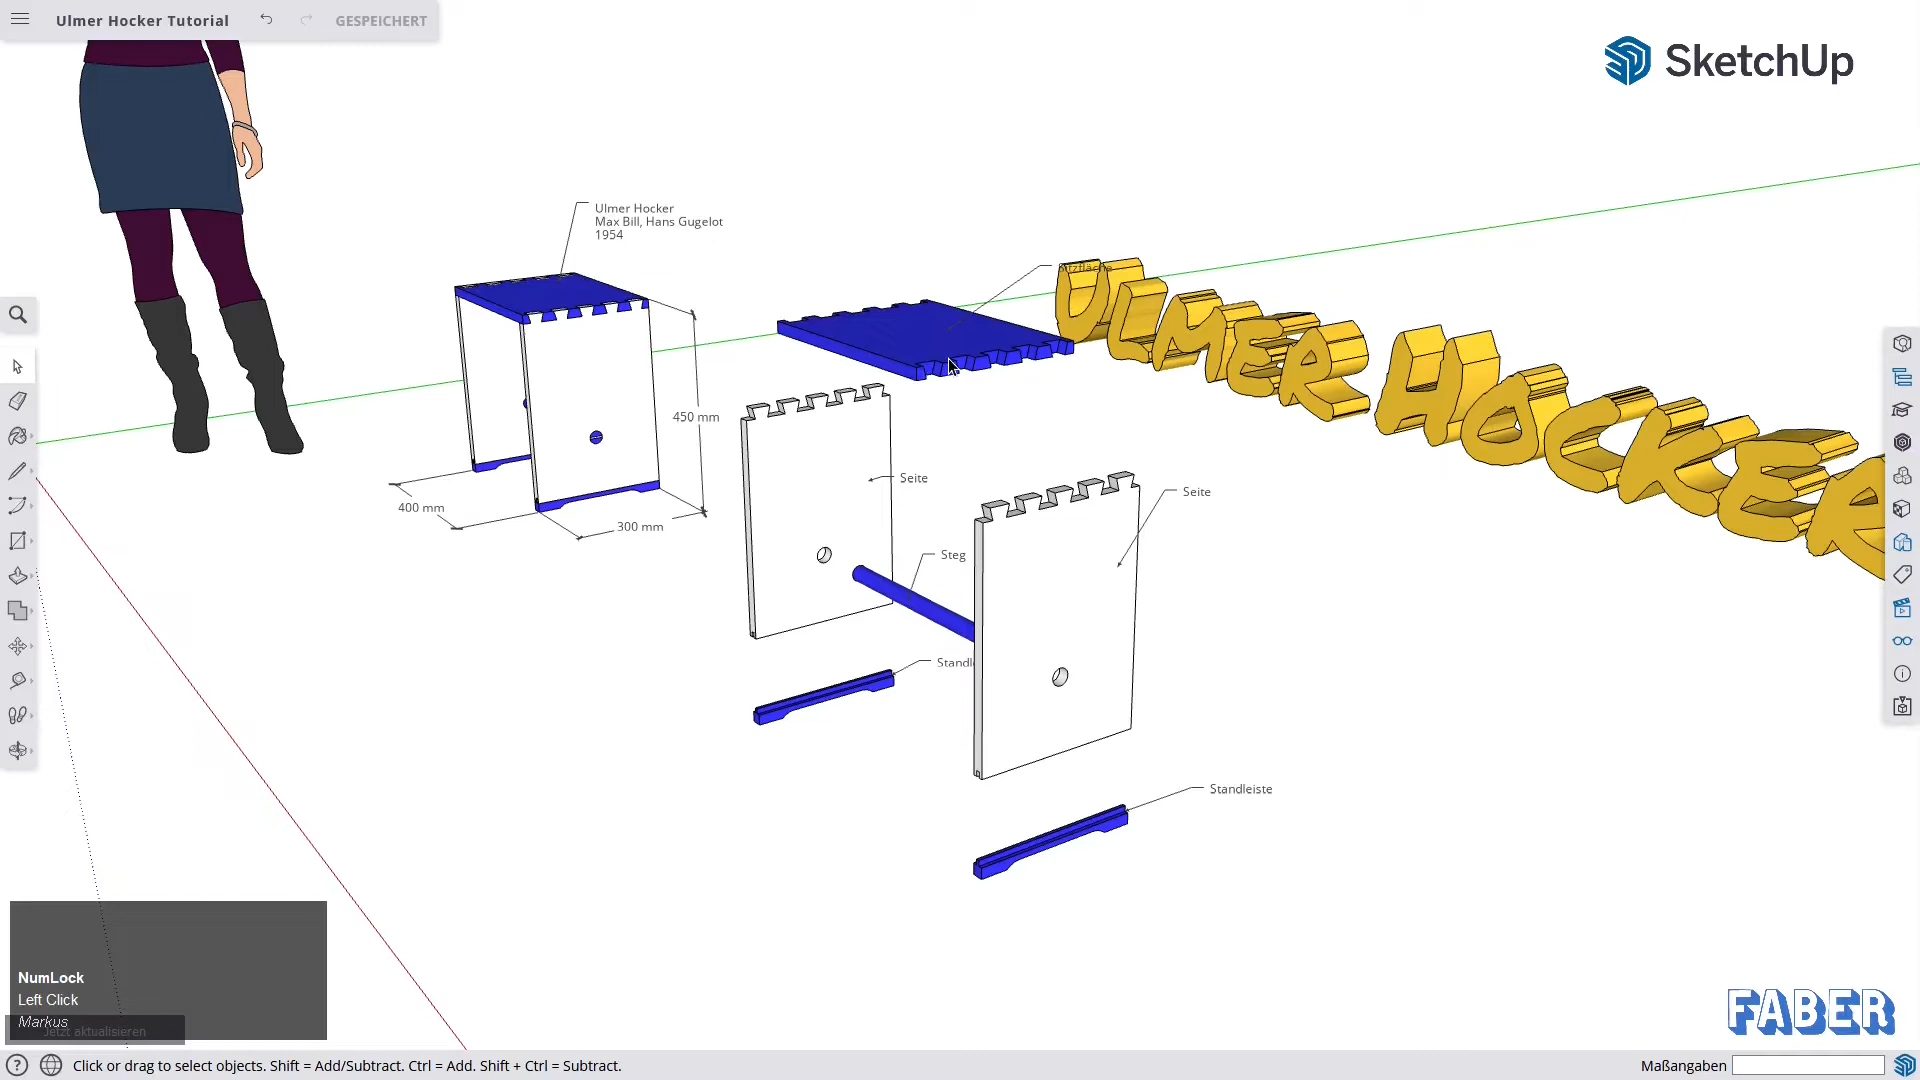 Ulmer Hocker Tutorial
GESPEICHERT
SketchUp
Ulmer Hocker
Max Bill, Hans Gugelot
1954
ULMER HOCKER
450 mm
400 mm
300 mm
Seite
Seite
Steg
Standleiste
NumLock
Left Click
Markus
Jetzt aktualisieren
FABER
Click or drag to select objects. Shift = Add/Subtract. Ctrl = Add. Shift + Ctrl = Subtract.
Maßangaben